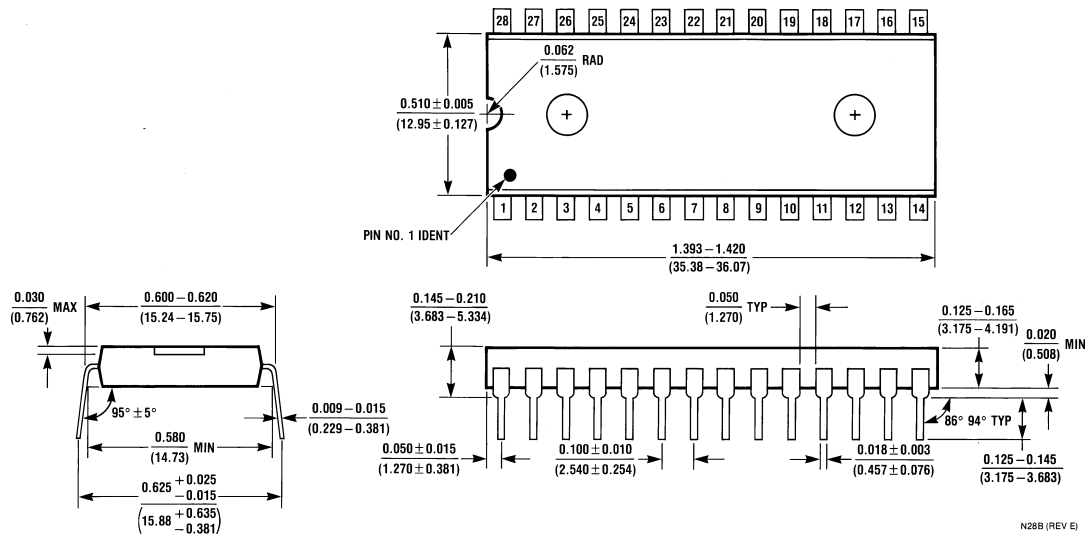 28 27 26 25 24 23 22 21 20 19 18 17 16 15
0.062
(1.575)
RAD
0.510 ± 0.005
(12.95 ± 0.127)
1 2 3 4 5 6 7 8 9 10 11 12 13 14
PIN NO. 1 IDENT
1.393 – 1.420
(35.38 – 36.07)
0.030
(0.762)
MAX
0.600 – 0.620
(15.24 – 15.75)
95° ± 5°
0.009 – 0.015
(0.229 – 0.381)
0.580
(14.73)
MIN
0.625 +0.025
–0.015
(15.88 +0.635
–0.381)
0.145 – 0.210
(3.683 – 5.334)
0.050
(1.270)
TYP
0.125 – 0.165
(3.175 – 4.191)
0.020
(0.508)
MIN
86° 94° TYP
0.050 ± 0.015
(1.270 ± 0.381)
0.100 ± 0.010
(2.540 ± 0.254)
0.018 ± 0.003
(0.457 ± 0.076)
0.125 – 0.145
(3.175 – 3.683)
N28B (REV E)